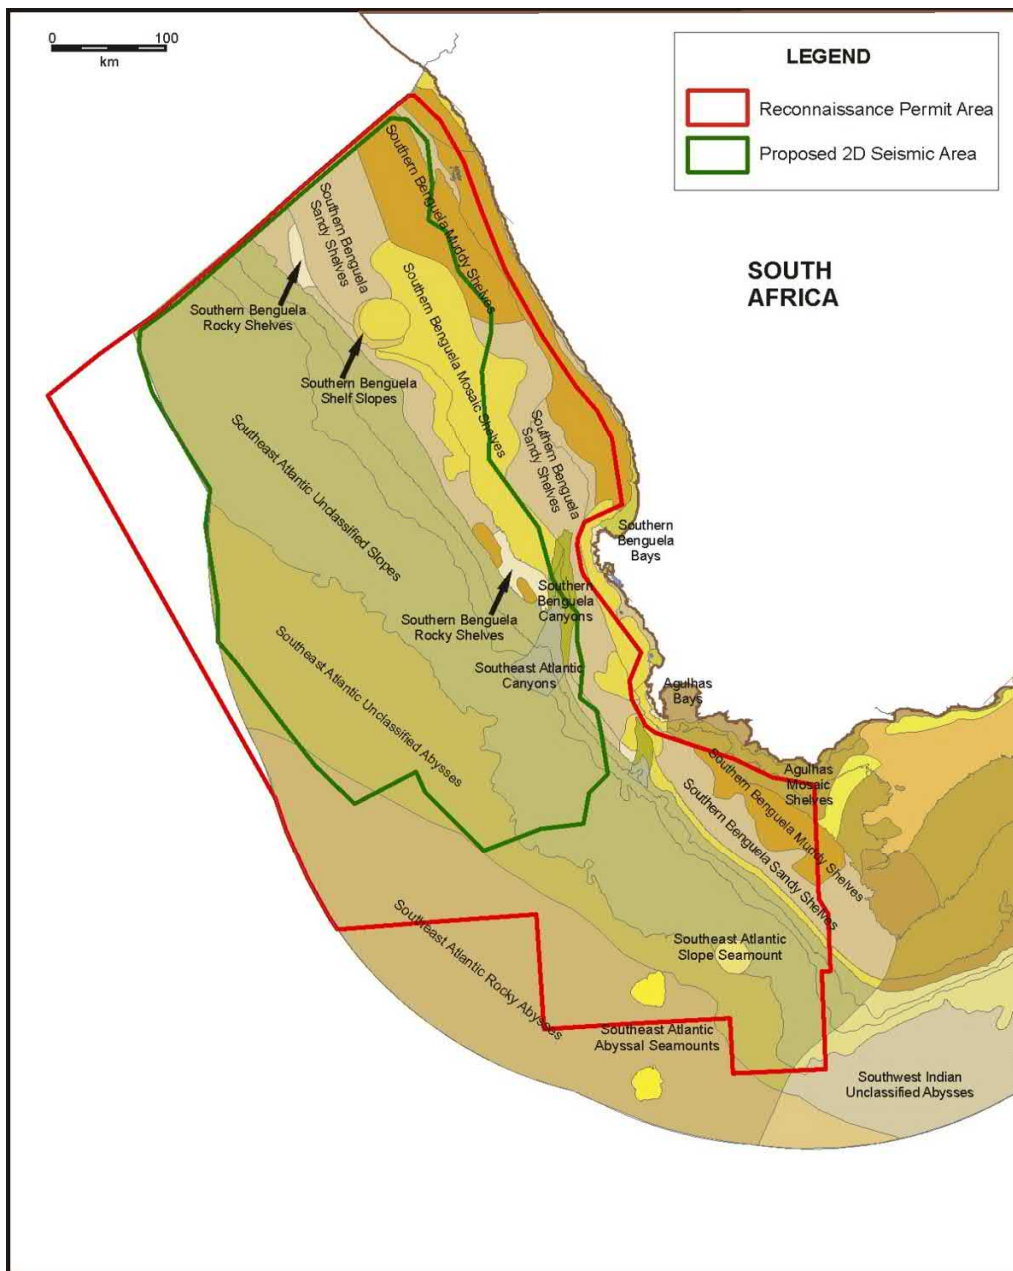 0 100
km
LEGEND
Reconnaissance Permit Area
Proposed 2D Seismic Area
SOUTH
AFRICA
Southern Benguela Muddy Shelves
Southern Benguela
Sandy Shelves
Southern Benguela
Rocky Shelves
Southern Benguela Mosaic Shelves
Southern Benguela
Shelf Slopes
Southern Benguela
Sandy Shelves
Southeast Atlantic Unclassified Slopes
Southern
Benguela
Bays
Southern
Benguela
Canyons
Southern Benguela
Rocky Shelves
Southeast Atlantic
Canyons
Southeast Atlantic Unclassified Abysses
Agulhas
Bays
Agulhas
Mosaic
Shelves
Southern Benguela Muddy Shelves
Southern Benguela Sandy Shelves
Southeast Atlantic Rocky Abysses
Southeast Atlantic
Slope Seamount
Southeast Atlantic
Abyssal Seamounts
Southwest Indian
Unclassified Abysses